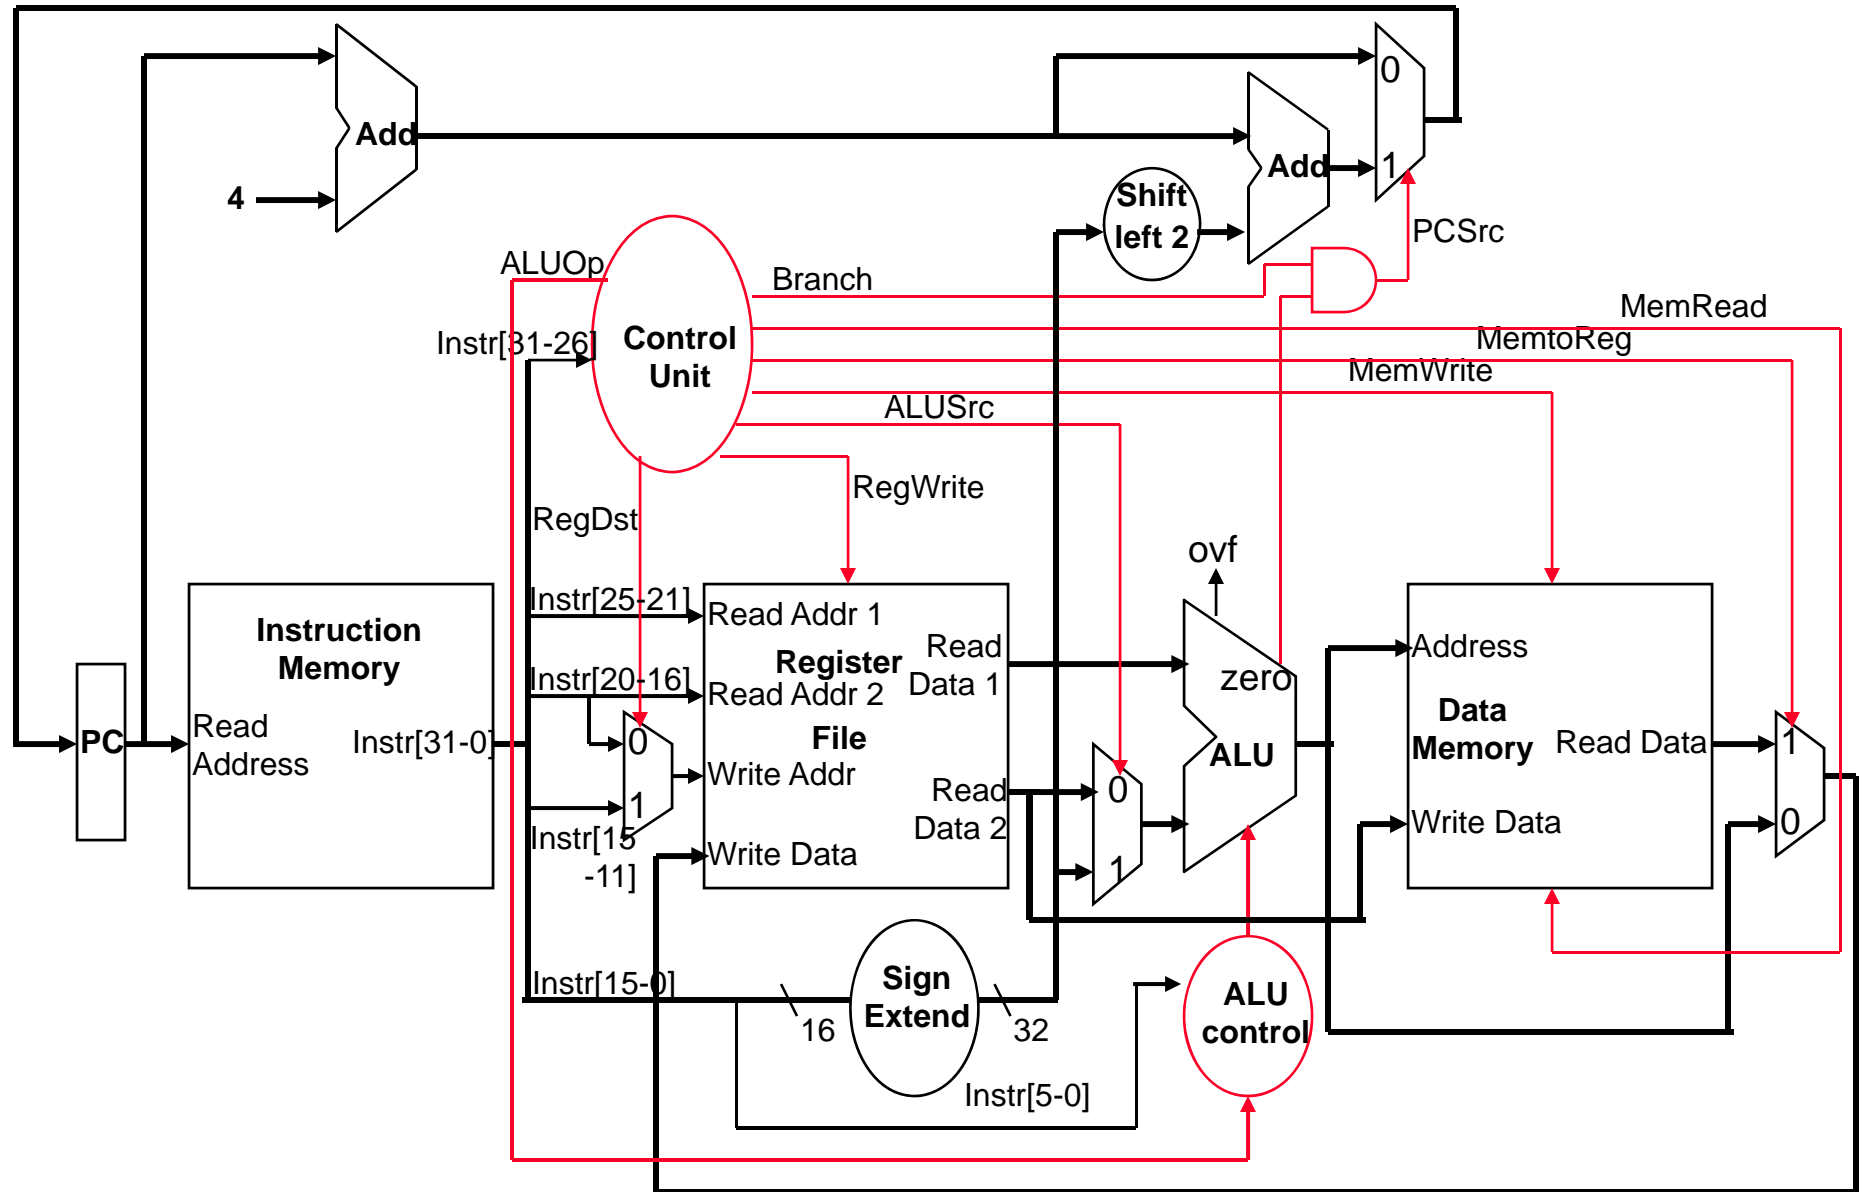 0
Add
Add
1
4
Shift
left 2
PCSrc
ALUOp
Branch
MemRead
Instr[31-26]
Control
Unit
MemtoReg
MemWrite
ALUSrc
RegWrite
RegDst
ovf
Instr[25-21]
Read Addr 1
Instruction
Memory
Register
Read
Data 1
Address
Instr[20-16]
Read Addr 2
zero
PC
Read
Address
Instr[31-0]
0
File
Write Addr
ALU
Data
Memory
Read Data
1
1
Read
Data 2
0
Write Data
0
Instr[15
-11]
Write Data
1
Instr[15-0]
Sign
Extend
16
32
ALU
control
Instr[5-0]